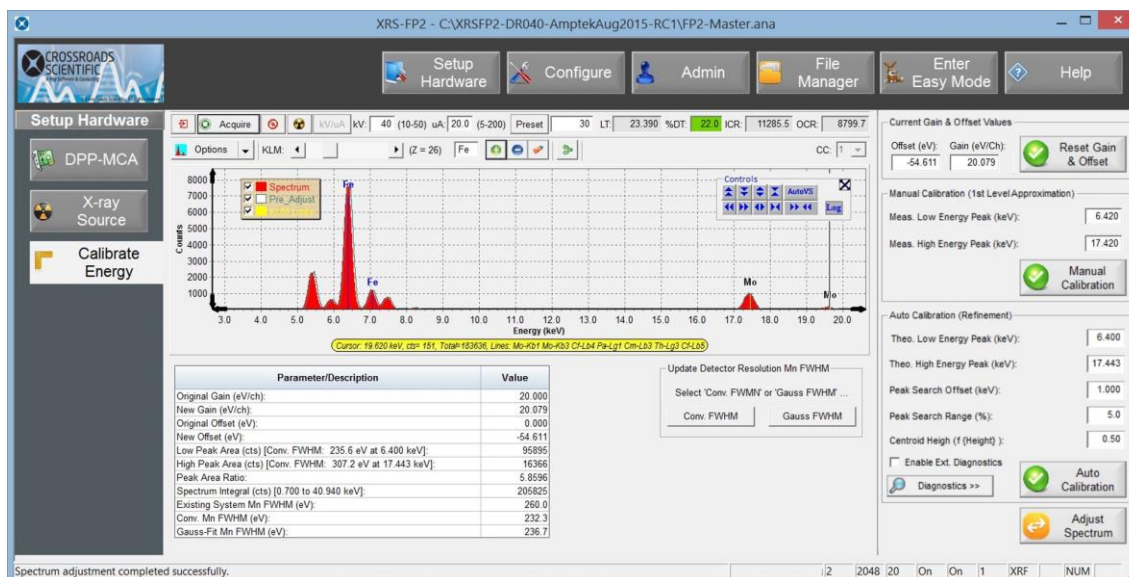 XRS-FP2 - C:\XRSFP2-DR040-AmptekAug2015-RC1\FP2-Master.ana
CROSSROADS
SCIENTIFIC
Setup Hardware
Configure
Admin
File Manager
Enter Easy Mode
Help
Setup Hardware
DPP-MCA
X-ray Source
Calibrate Energy
Acquire kV/uA kV: 40 (10-50) uA: 20.0 (5-200) Preset 30 LT: 23.390 %DT: 22.0 ICR: 11285.5 OCR: 8799.7
Options KLM: (Z = 26) Fe CC: 1
Spectrum
Pre_Adjust
Controls
AutoVS
Log
Counts
8000
7000
6000
5000
4000
3000
2000
1000
Fe
Fe
Mo
Mo
3.0 4.0 5.0 6.0 7.0 8.0 9.0 10.0 11.0 12.0 13.0 14.0 15.0 16.0 17.0 18.0 19.0 20.0
Energy (keV)
Cursor: 19.620 keV, cts= 151, Total=183636, Lines: Mo-Kb1 Mo-Kb3 Cf-Lb4 Pa-Lg1 Cm-Lb3 Th-Lg3 Cf-Lb5
Parameter/Description Value
Original Gain (eV/ch): 20.000
New Gain (eV/ch): 20.079
Original Offset (eV): 0.000
New Offset (eV): -54.611
Low Peak Area (cts) [Conv. FWHM: 235.6 eV at 6.400 keV]: 95895
High Peak Area (cts) [Conv. FWHM: 307.2 eV at 17.443 keV]: 16366
Peak Area Ratio: 5.8596
Spectrum Integral (cts) [0.700 to 40.940 keV]: 205825
Existing System Mn FWHM (eV): 260.0
Conv. Mn FWHM (eV): 232.3
Gauss-Fit Mn FWHM (eV): 236.7
Update Detector Resolution Mn FWHM
Select 'Conv. FWMN' or 'Gauss FWHM' ...
Conv. FWHM Gauss FWHM
Current Gain & Offset Values
Offset (eV): Gain (eV/Ch):
-54.611 20.079
Reset Gain & Offset
Manual Calibration (1st Level Approximation)
Meas. Low Energy Peak (keV): 6.420
Meas. High Energy Peak (keV): 17.420
Manual Calibration
Auto Calibration (Refinement)
Theo. Low Energy Peak (keV): 6.400
Theo. High Energy Peak (keV): 17.443
Peak Search Offset (keV): 1.000
Peak Search Range (%): 5.0
Centroid Heigh (f {Height} ): 0.50
Enable Ext. Diagnostics
Diagnostics >>
Auto Calibration
Adjust Spectrum
Spectrum adjustment completed successfully. 2 2048 20 On On 1 XRF NUM